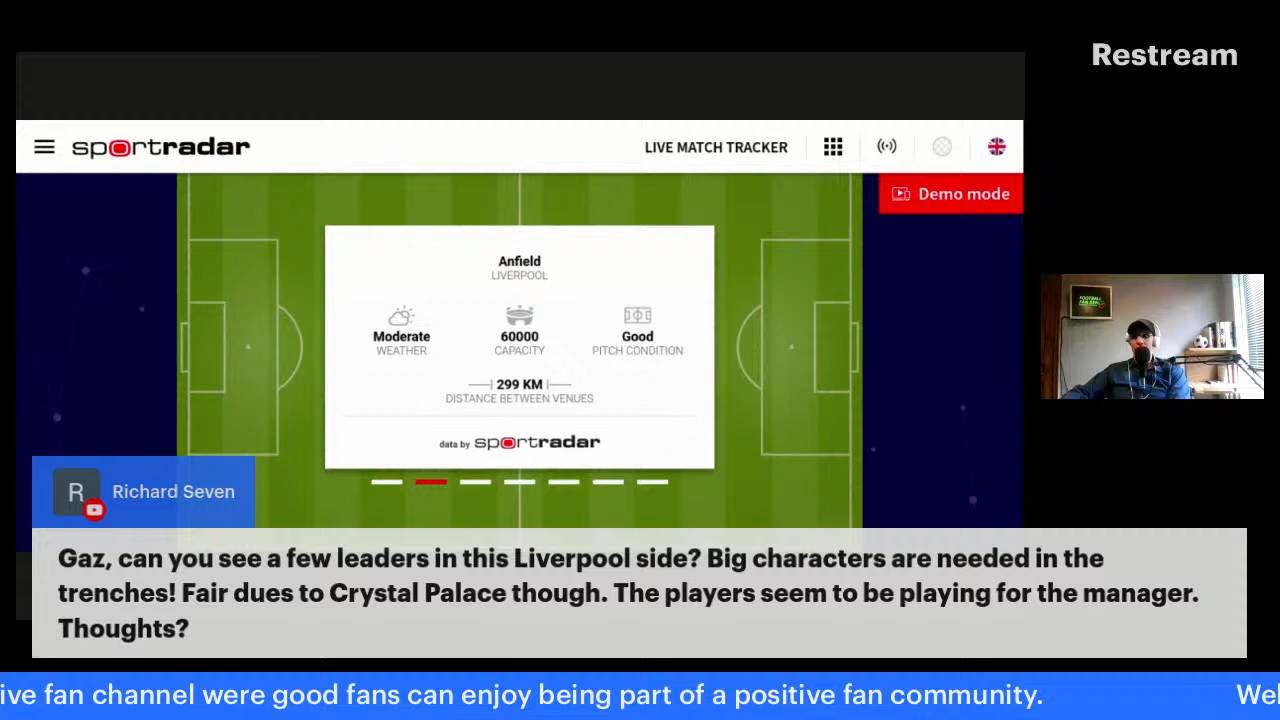 Restream
sportradar
LIVE MATCH TRACKER
Demo mode
Anfield
LIVERPOOL
Moderate
WEATHER
60000
CAPACITY
Good
PITCH CONDITION
299 KM
DISTANCE BETWEEN VENUES
data by sportradar
FOOTBALL
FAN
R
Richard Seven
Gaz, can you see a few leaders in this Liverpool side? Big characters are needed in the
trenches! Fair dues to Crystal Palace though. The players seem to be playing for the manager.
Thoughts?
ive fan channel were good fans can enjoy being part of a positive fan community.
Wel